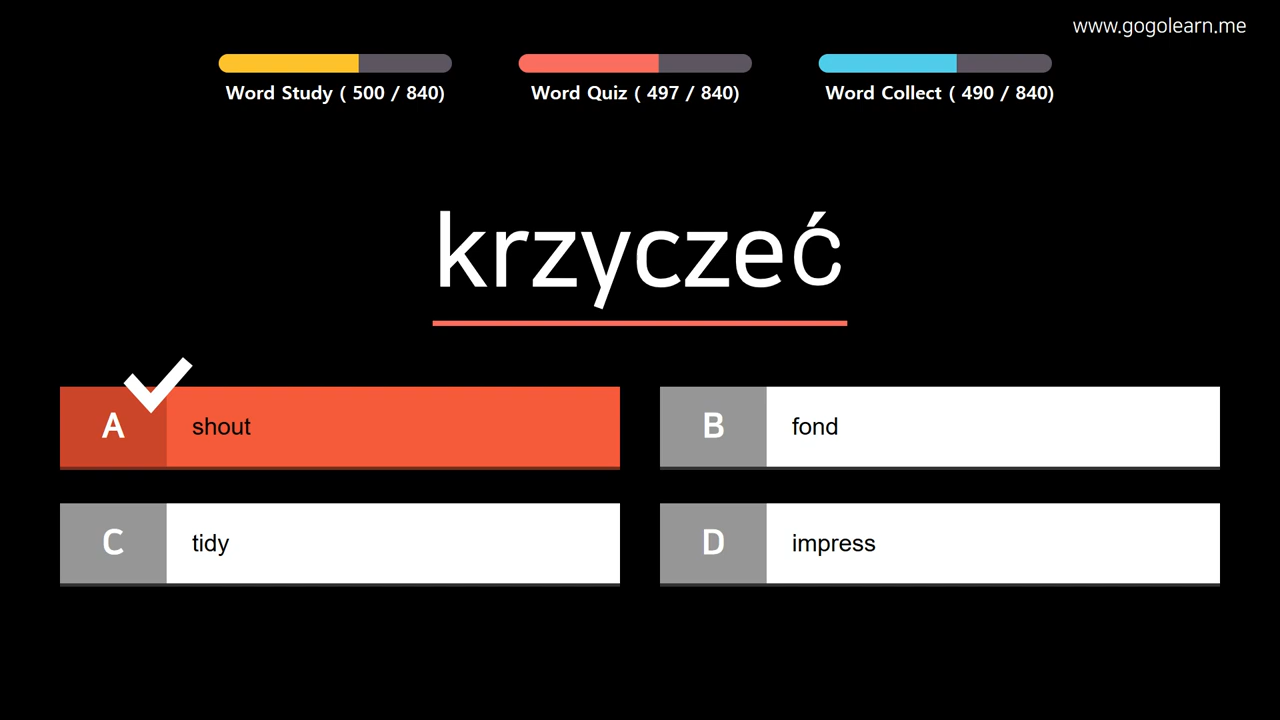 www.gogolearn.me
Word Study ( 500 / 840)
Word Quiz ( 497 / 840)
Word Collect ( 490 / 840)
krzyczeć
A shout
B fond
C tidy
D impress